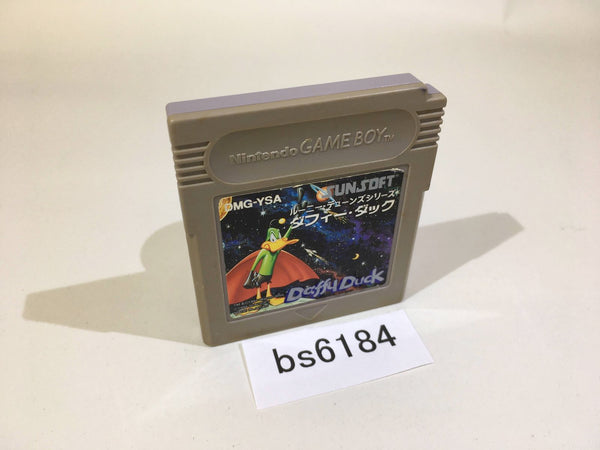 Nintendo GAME BOY TM
DMG-YSA
SUNSOFT
ルーニー・テューンズシリーズ
ダフィー・ダック
Daffy Duck
bs6184